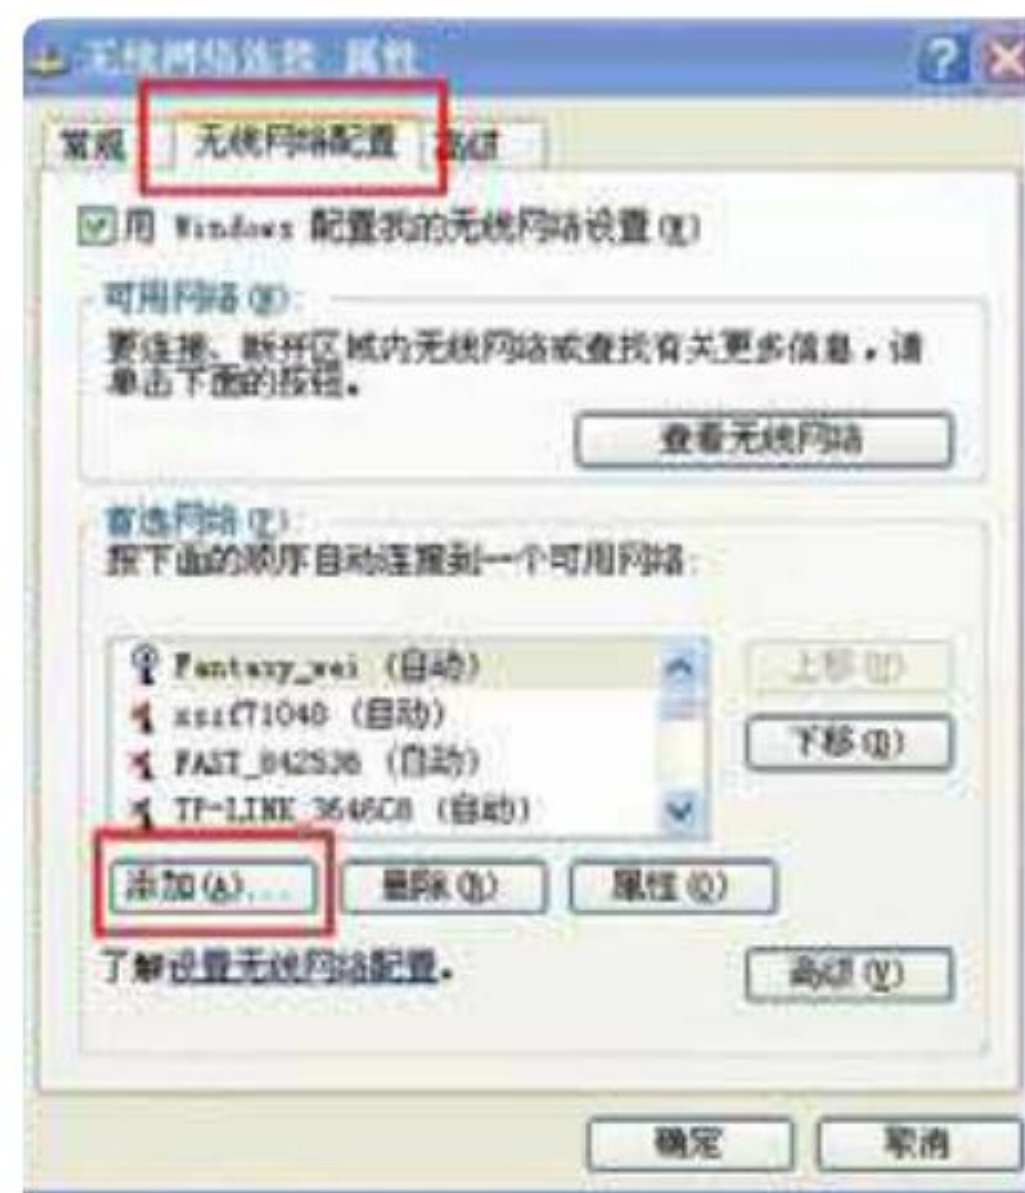 无线网络连接 属性
常规 无线网络配置 高级
用 Windows 配置我的无线网络设置(W)
可用网络(N):
要连接、断开区域内无线网络或查找有关更多信息，请
单击下面的按钮。
查看无线网络
首选网络(P):
按下面的顺序自动连接到一个可用网络:
Fantasy_wei (自动)
上移(U)
(自动)
下移(D)
(自动)
TP-LINK_3646C8 (自动)
添加(A)... 删除(R) 属性(O)
了解设置无线网络配置。
高级(V)
确定 取消